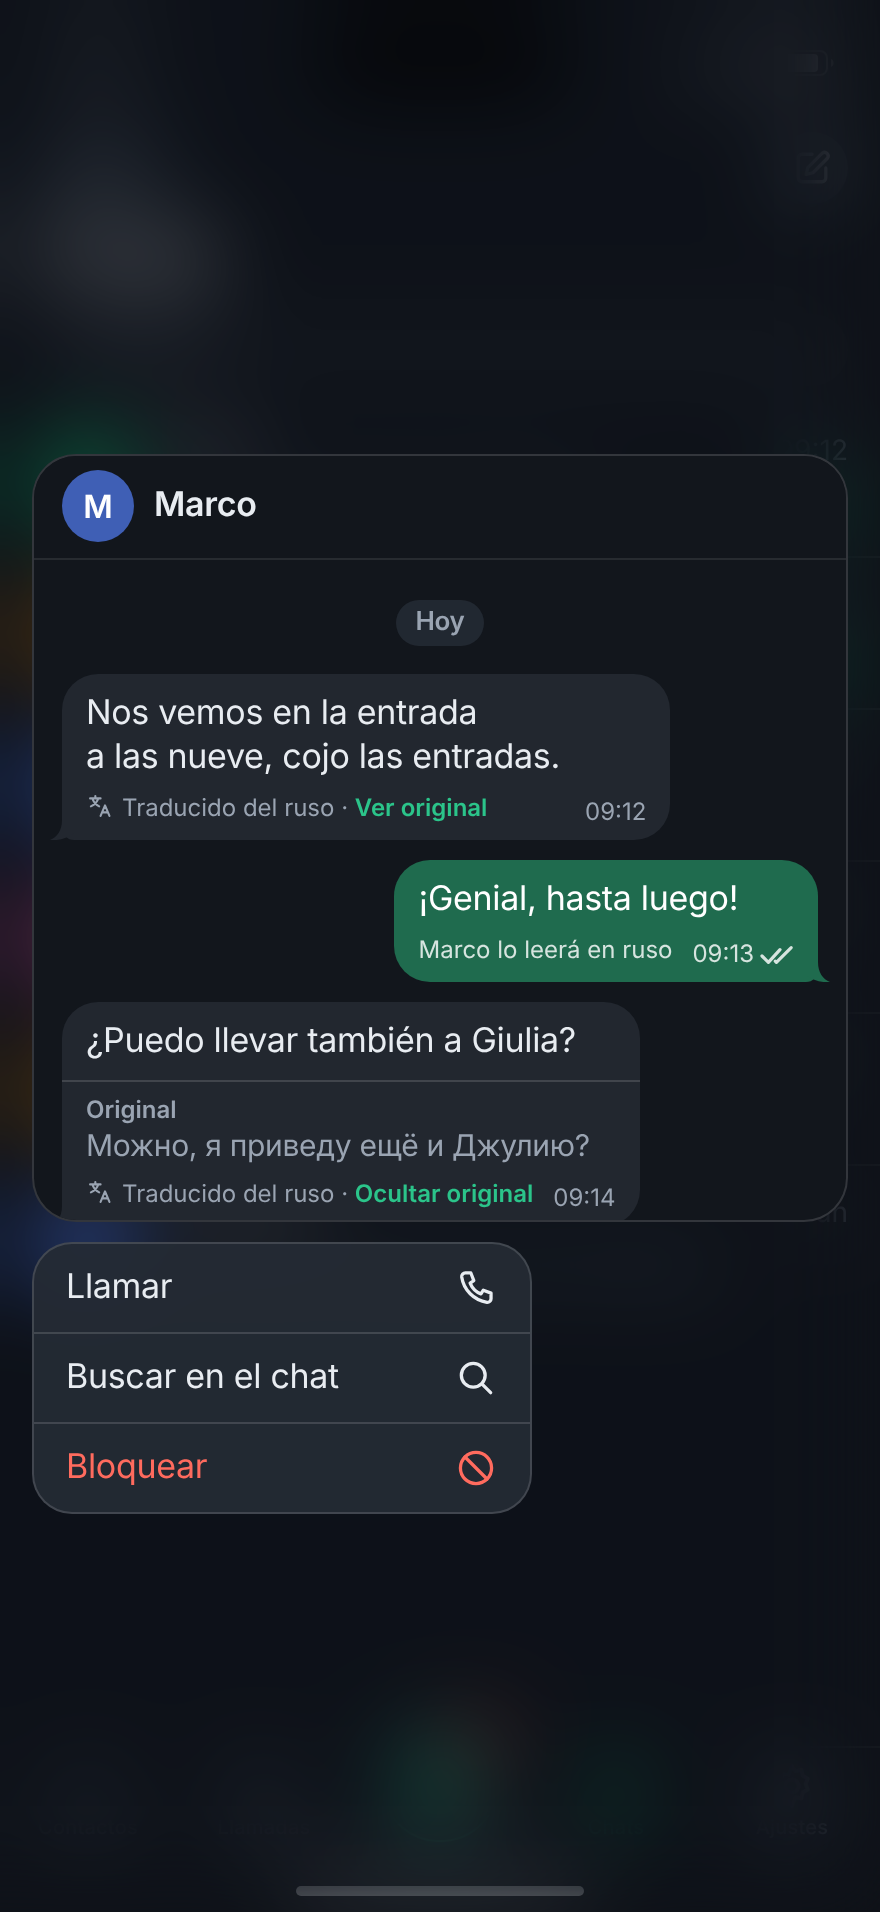 M
Marco
Hoy
Nos vemos en la entrada
a las nueve, cojo las entradas.
Traducido del ruso · Ver original 09:12
¡Genial, hasta luego!
Marco lo leerá en ruso 09:13
¿Puedo llevar también a Giulia?
Original
Можно, я приведу ещё и Джулию?
Traducido del ruso · Ocultar original 09:14
Llamar
Buscar en el chat
Bloquear